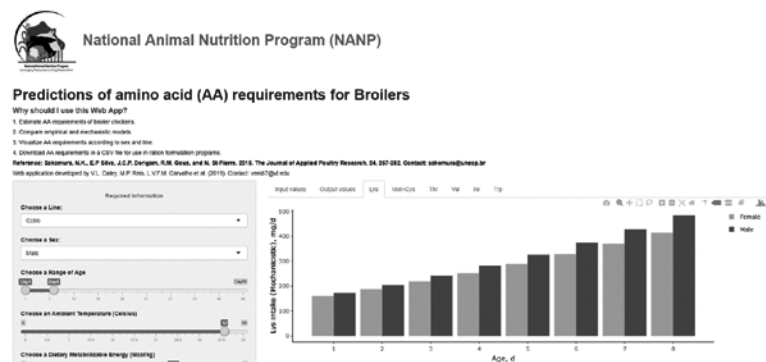 National Animal Nutrition Program (NANP)
Predictions of amino acid (AA) requirements for Broilers
Why should I use this Web App?
1. Estimate AA requirements of broiler chickens.
2. Compare empirical and mechanistic models.
3. Visualize AA requirements according to sex and line.
4. Download AA requirements in a CSV file for use in ration formulation programs.
Reference: Sakomura, N.K., E.P Silva, J.C.P. Dorigam, R.M. Gous, and N. St-Pierre. 2015. The Journal of Applied Poultry Research, 24, 267-282. Contact: sakomura@unesp.br
Web application developed by V.L. Daley, M.P. Reis, L.V.F.M. Carvalho et al. (2019). Contact:
Required Information
Choose a Line:
Cobb
Choose a Sex:
Male
Choose a Range of Age
Choose an Ambient Temperature (Celsius)
Choose a Dietary Metabolizable Energy (Mcal/kg)
Input values Output values Lys Met+Cys Thr Val Ile Trp
Lys intake (Mechanicistic), mg/d
500
400
300
200
100
0
1 2 3 4 5 6 7 8
Age, d
Female
Male